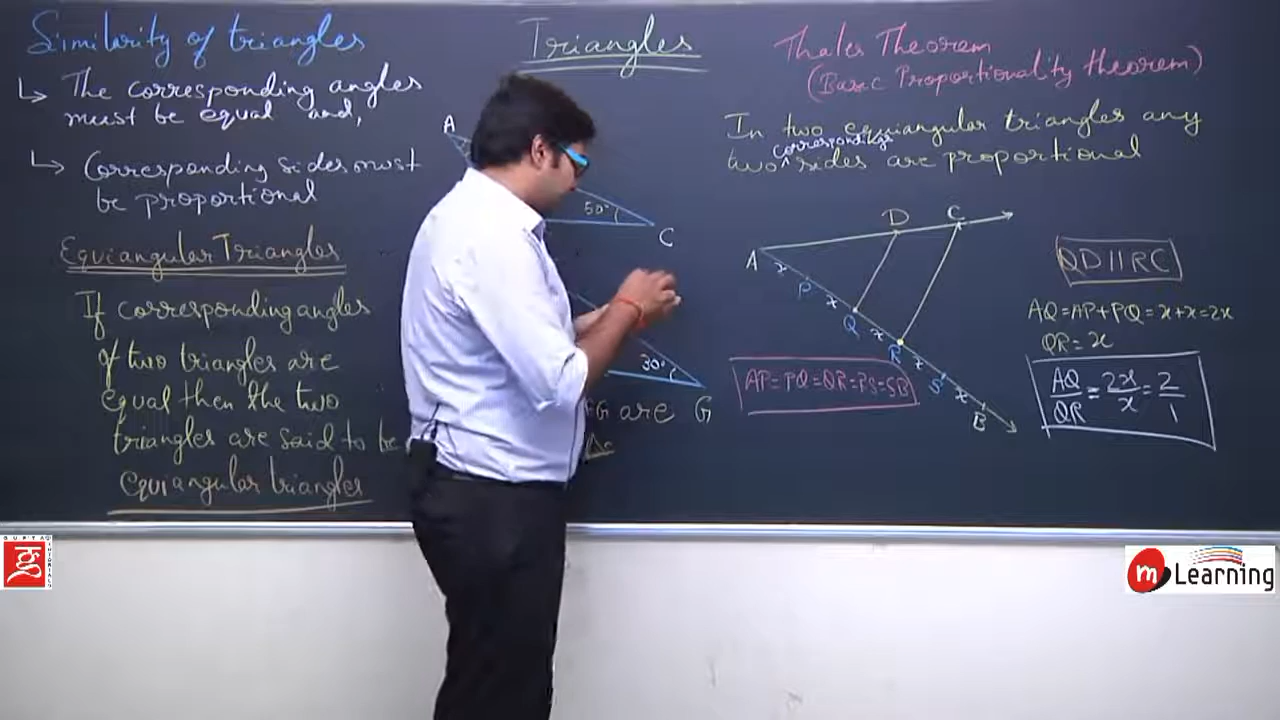 Similarity of triangles
↳ The corresponding angles
must be equal and,
↳ Corresponding sides must
be proportional
Equiangular Triangles
If corresponding angles
of two triangles are
equal then the two
triangles are said to be
equiangular triangles
Triangles
A
50°
C
30°
are G
Thales Theorem
(Basic Proportionality theorem)
In two equiangular triangles any
two corresponding sides are proportional
D
C
A
x
P
x
Q
x
R
x
S
x
B
AP=PQ=QR=RS=SB
QD||RC
AQ=AP+PQ=x+x=2x
QR=x
AQ/QR=2x/x=2/1
GUPTA TUTORIALS
m Learning